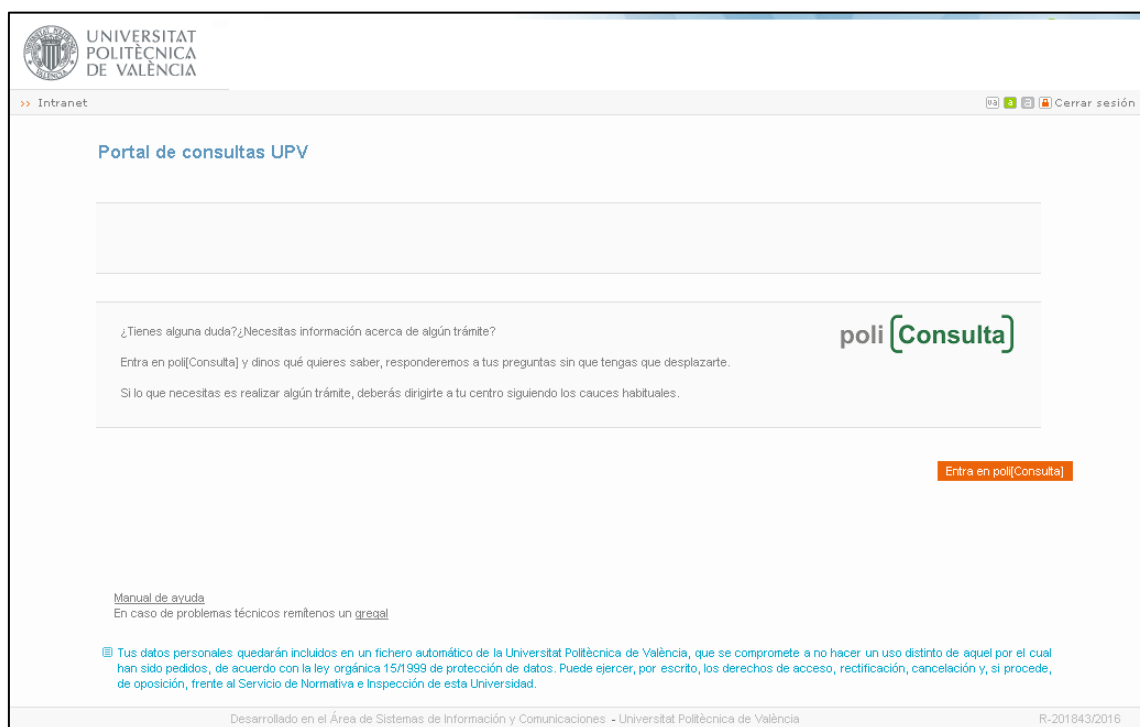 UNIVERSITAT
POLITÈCNICA
DE VALÈNCIA
>> Intranet
Cerrar sesión
Portal de consultas UPV
¿Tienes alguna duda?¿Necesitas información acerca de algún trámite?
poli[Consulta]
Entra en poli[Consulta] y dinos qué quieres saber, responderemos a tus preguntas sin que tengas que desplazarte.
Si lo que necesitas es realizar algún trámite, deberás dirigirte a tu centro siguiendo los cauces habituales.
Entra en poli[Consulta]
Manual de ayuda
En caso de problemas técnicos remítenos un gregal
Tus datos personales quedarán incluidos en un fichero automático de la Universitat Politècnica de València, que se compromete a no hacer un uso distinto de aquel por el cual
han sido pedidos, de acuerdo con la ley orgánica 15/1999 de protección de datos. Puede ejercer, por escrito, los derechos de acceso, rectificación, cancelación y, si procede,
de oposición, frente al Servicio de Normativa e Inspección de esta Universidad.
Desarrollado en el Área de Sistemas de Información y Comunicaciones - Universitat Politècnica de València
R-201843/2016